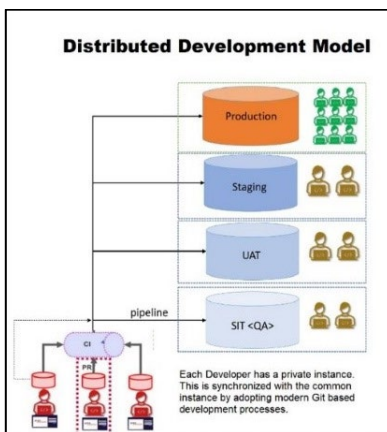 Distributed Development Model
Production
Staging
UAT
pipeline
SIT <QA>
CI
PR
Each Developer has a private instance.
This is synchronized with the common
instance by adopting modern Git based
development processes.